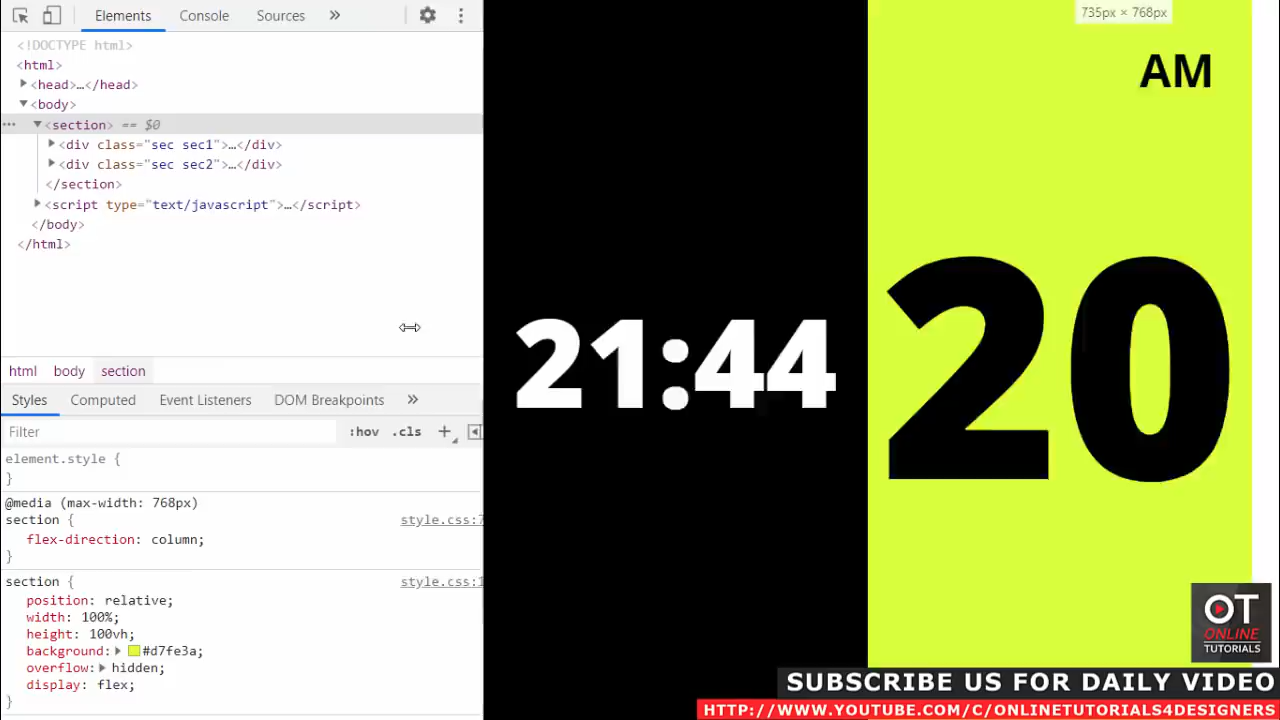 Elements Console Sources »
<!DOCTYPE html>
<html>
<head>…</head>
<body>
<section> == $0
<div class="sec sec1">…</div>
<div class="sec sec2">…</div>
</section>
<script type="text/javascript">…</script>
</body>
</html>
html body section
Styles Computed Event Listeners DOM Breakpoints »
Filter :hov .cls +
element.style {
}
@media (max-width: 768px)
section { style.css:7
flex-direction: column;
}
section { style.css:1
position: relative;
width: 100%;
height: 100vh;
background: #d7fe3a;
overflow: hidden;
display: flex;
}
735px × 768px
AM
21:44
20
OT
ONLINE
TUTORIALS
SUBSCRIBE US FOR DAILY VIDEO
HTTP://WWW.YOUTUBE.COM/C/ONLINETUTORIALS4DESIGNERS